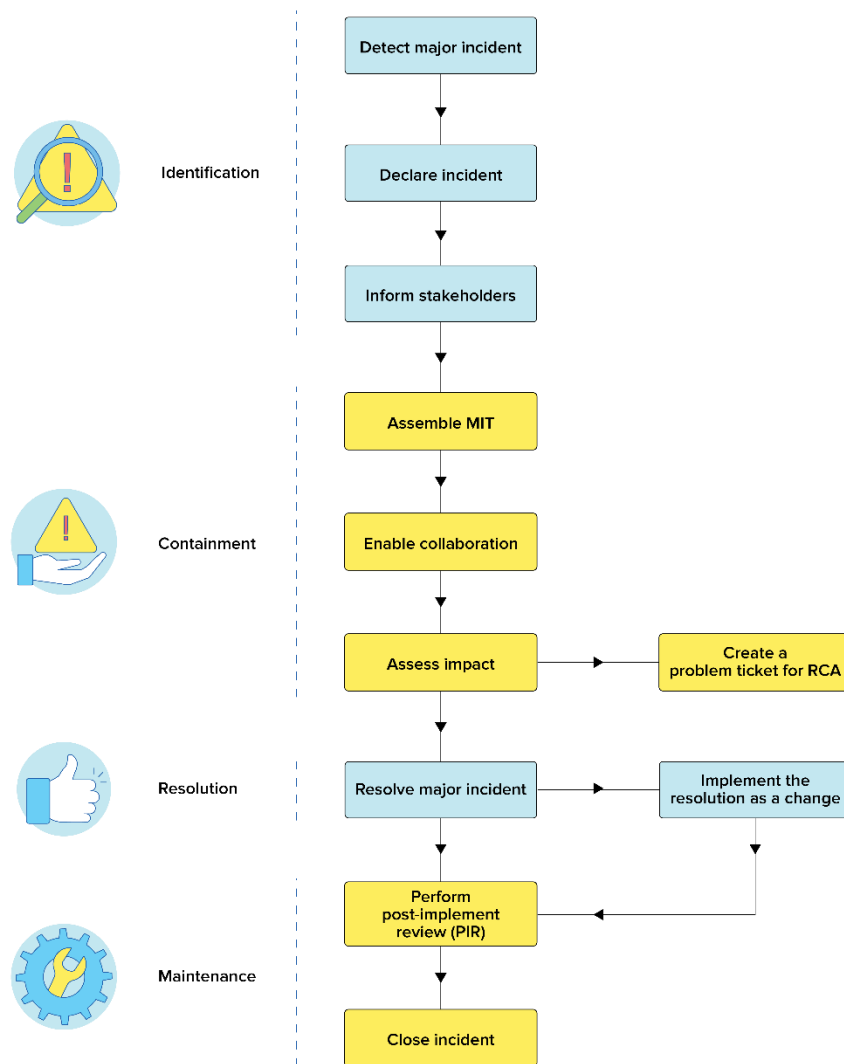 Detect major incident
Identification
Declare incident
Inform stakeholders
Assemble MIT
Containment
Enable collaboration
Assess impact
Create a
problem ticket for RCA
Resolution
Resolve major incident
Implement the
resolution as a change
Perform
post-implement
review (PIR)
Maintenance
Close incident